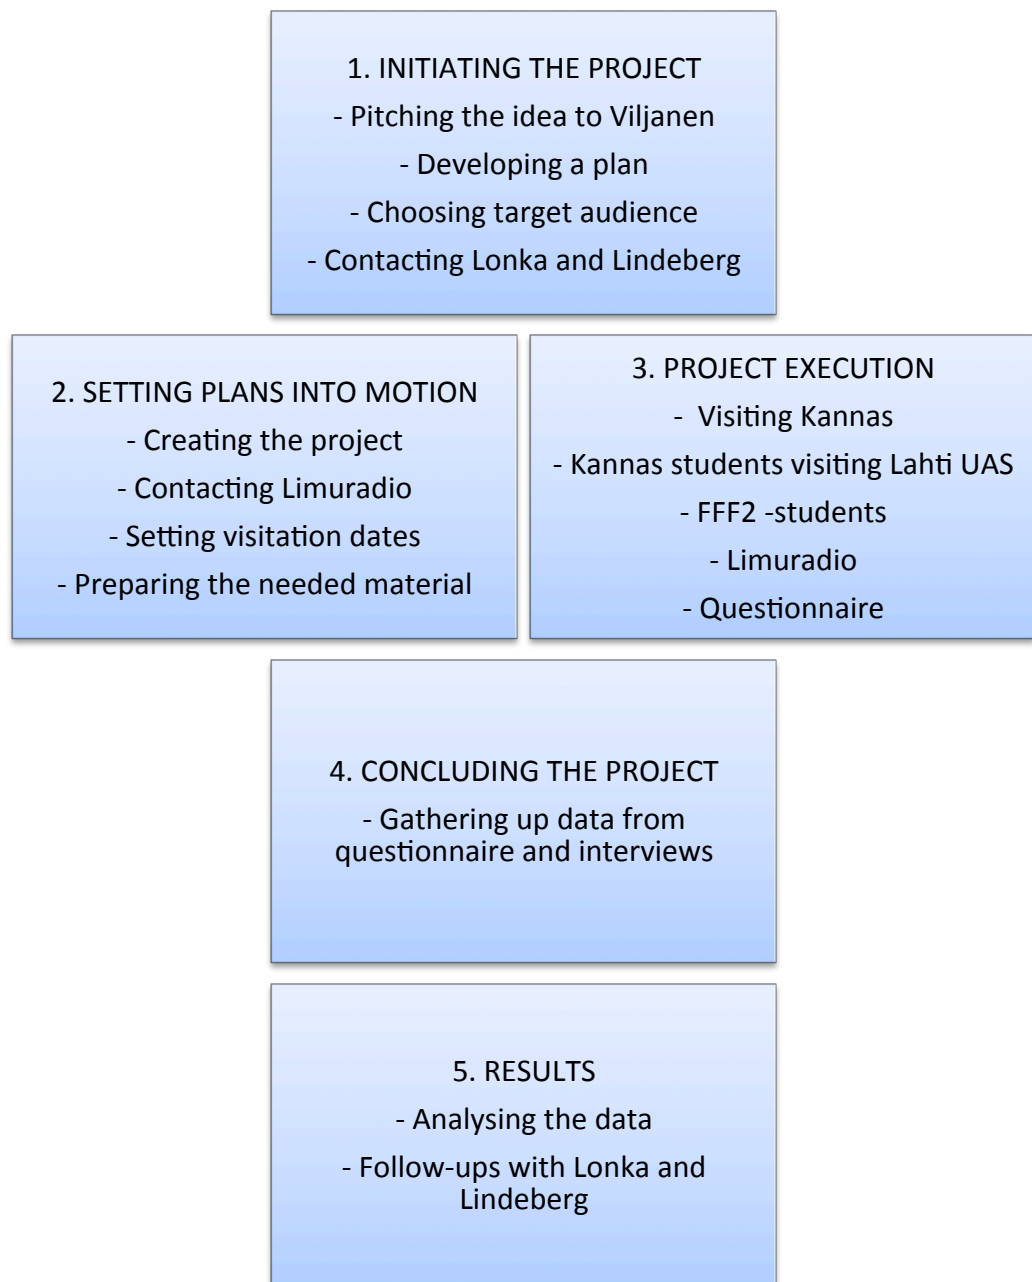 1. INITIATING THE PROJECT
- Pitching the idea to Viljanen
- Developing a plan
- Choosing target audience
- Contacting Lonka and Lindeberg
2. SETTING PLANS INTO MOTION
- Creating the project
- Contacting Limuradio
- Setting visitation dates
- Preparing the needed material
3. PROJECT EXECUTION
- Visiting Kannas
- Kannas students visiting Lahti UAS
- FFF2 -students
- Limuradio
- Questionnaire
4. CONCLUDING THE PROJECT
- Gathering up data from
questionnaire and interviews
5. RESULTS
- Analysing the data
- Follow-ups with Lonka and
Lindeberg